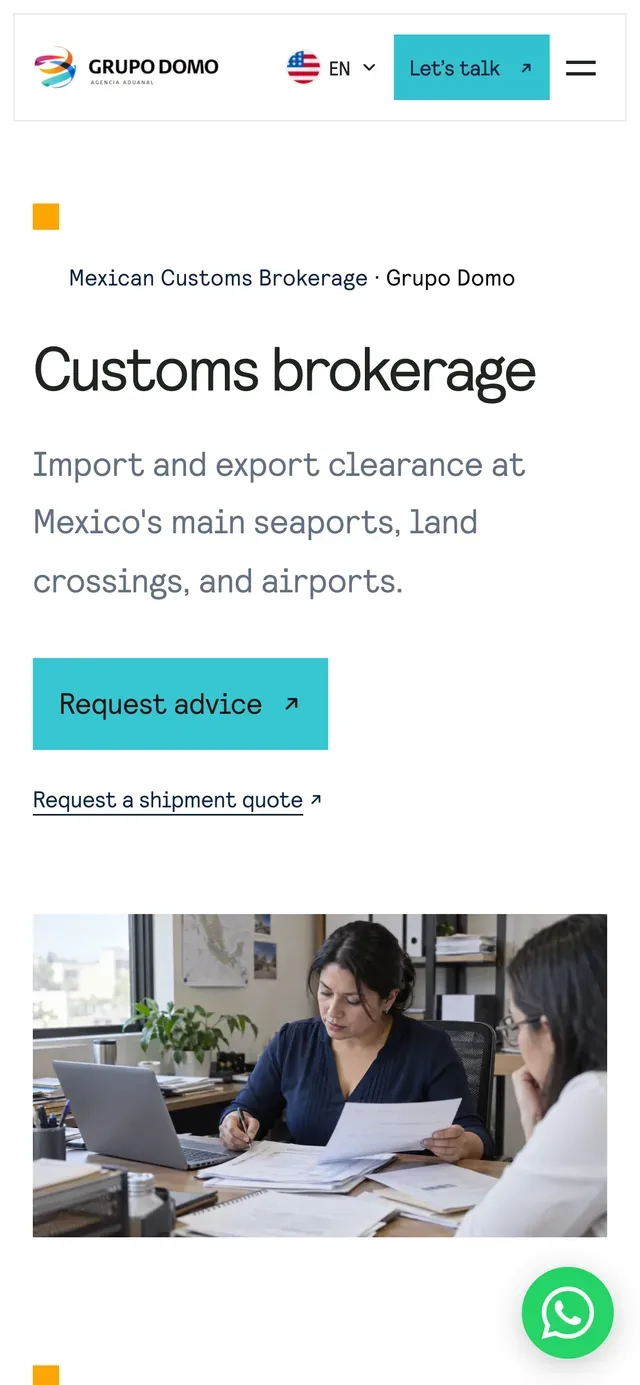 GRUPO DOMO
AGENCIA ADUANAL
EN
Let's talk
Mexican Customs Brokerage · Grupo Domo
Customs brokerage
Import and export clearance at
Mexico's main seaports, land
crossings, and airports.
Request advice
Request a shipment quote